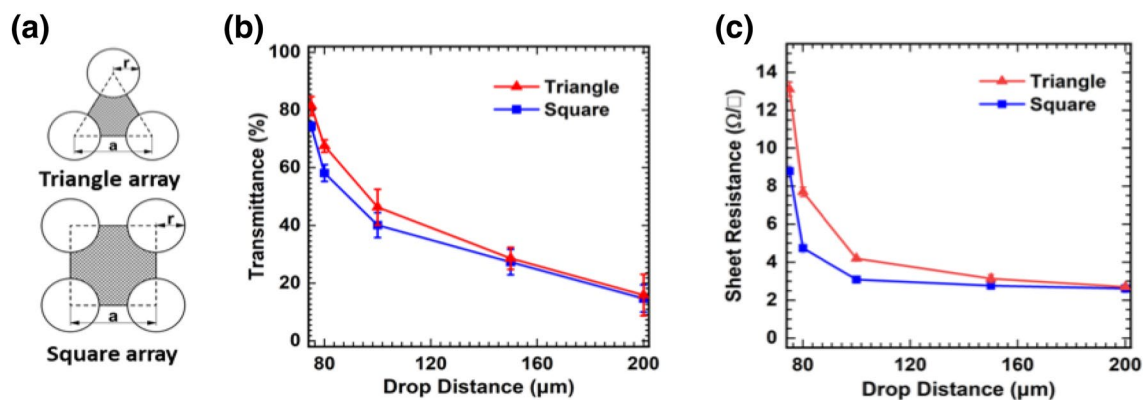 (a)
r
a
Triangle array
r
a
Square array
(b)
100
80
60
40
20
0
Transmittance (%)
Triangle
Square
80
120
160
200
Drop Distance (µm)
(c)
14
12
10
8
6
4
2
0
Sheet Resistance (Ω/□)
Triangle
Square
80
120
160
200
Drop Distance (µm)